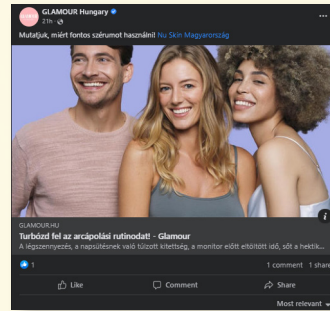 GLAMOUR Hungary
21h
Mutatjuk, miért fontos szérumot használni! Nu Skin Magyarország
GLAMOUR.HU
Turbózd fel az arcápolási rutinodat! - Glamour
A légszennyezés, a napsütésnek való túlzott kitettség, a monitor előtt eltöltött idő, sőt a hektik...
1
1 comment 1 share
Like
Comment
Share
Most relevant